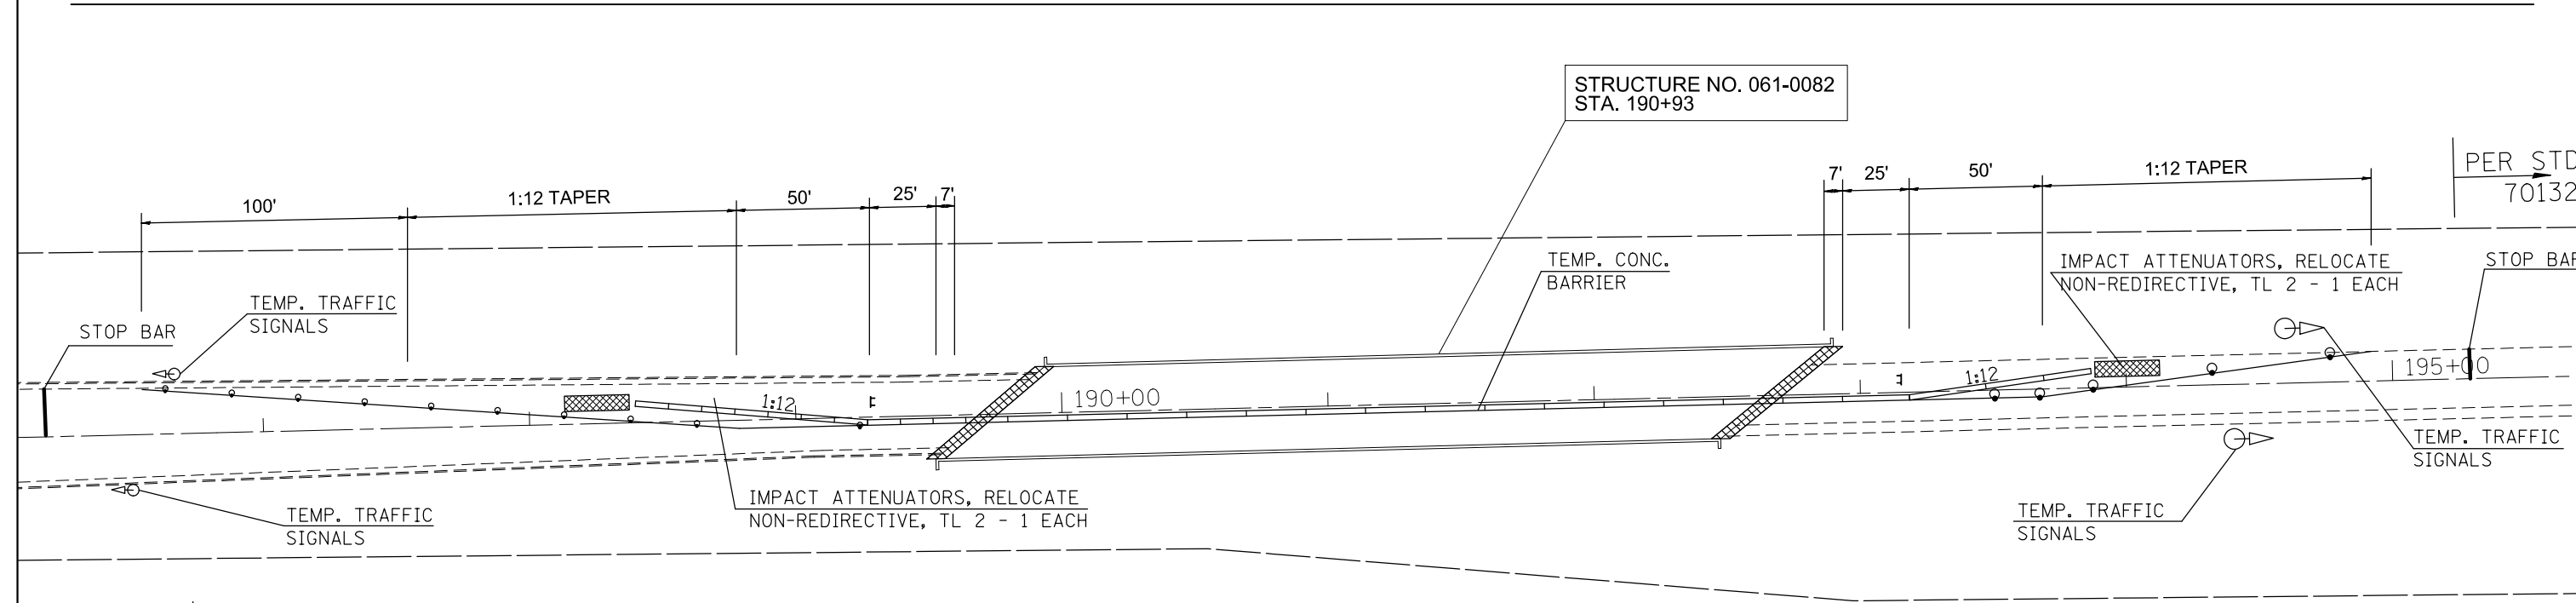 STRUCTURE NO. 061-0082
STA. 190+93
100'
1:12 TAPER
50'
25'
7'
7'
25'
50'
1:12 TAPER
PER STD
70132
STOP BAR
TEMP. TRAFFIC
SIGNALS
TEMP. CONC.
BARRIER
IMPACT ATTENUATORS, RELOCATE
NON-REDIRECTIVE, TL 2 - 1 EACH
STOP BAR
1:12
190+00
1:12
195+00
TEMP. TRAFFIC
SIGNALS
IMPACT ATTENUATORS, RELOCATE
NON-REDIRECTIVE, TL 2 - 1 EACH
TEMP. TRAFFIC
SIGNALS
TEMP. TRAFFIC
SIGNALS